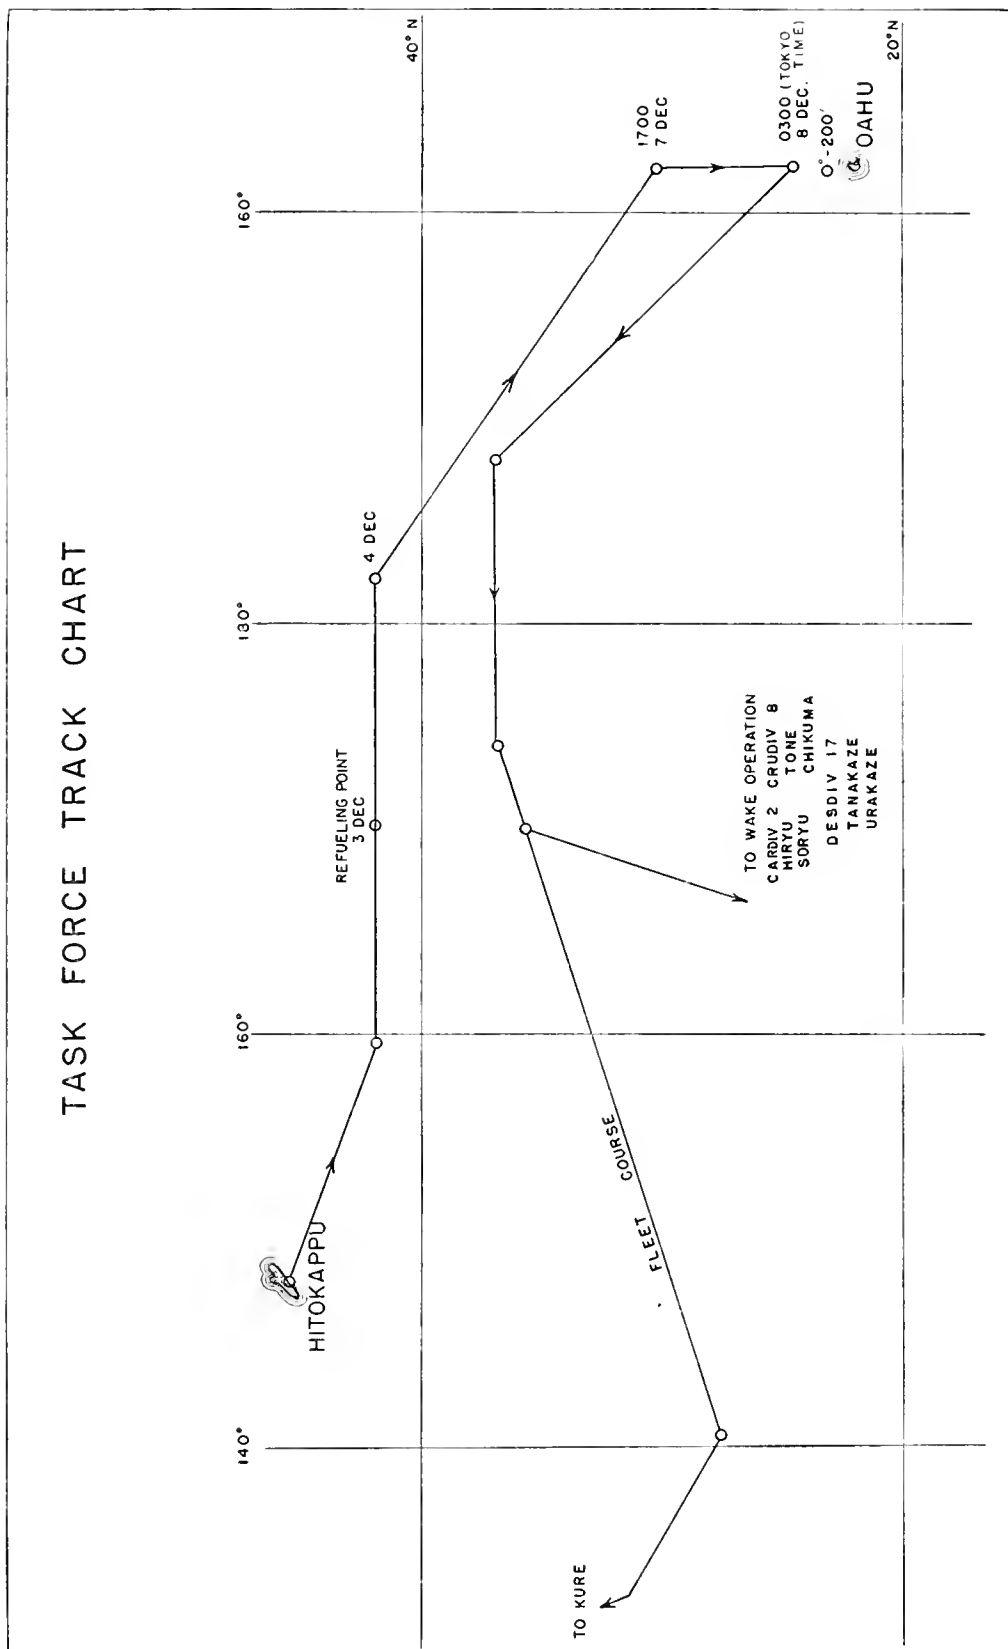 TASK FORCE TRACK CHART
140°
160°
130°
160°
40° N
20° N
HITOKAPPU
REFUELING POINT
3 DEC
4 DEC
1700
7 DEC
0300 (TOKYO
8 DEC. TIME)
0°-200'
OAHU
TO WAKE OPERATION
CARDIV 2 CRUDIV 8
HIRYU TONE
SORYU CHIKUMA
DESDIV 17
TANAKAZE
URAKAZE
FLEET COURSE
TO KURE